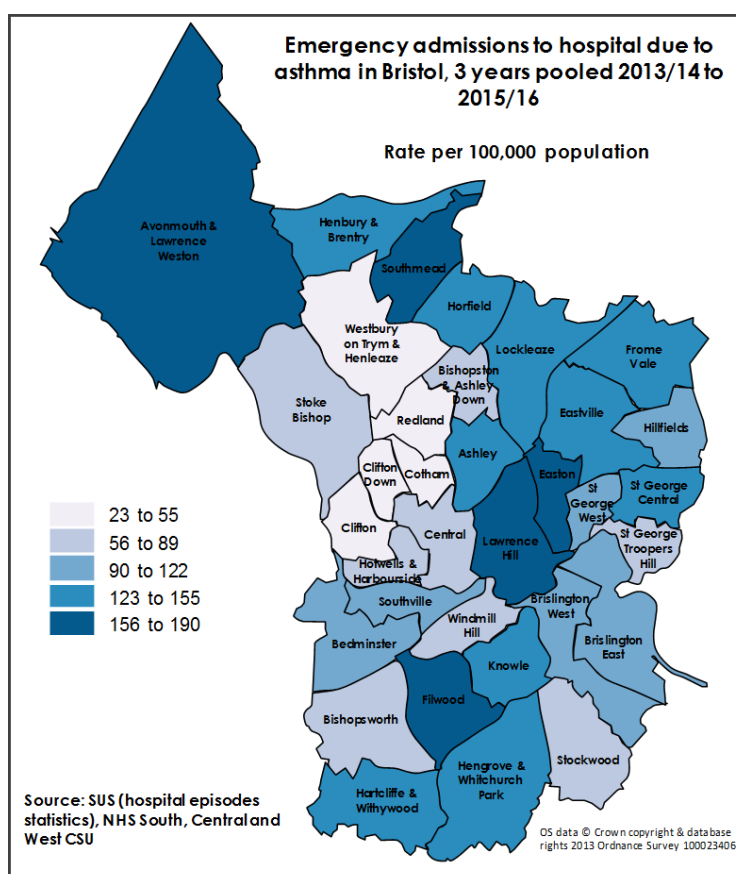 Emergency admissions to hospital due to
asthma in Bristol, 3 years pooled 2013/14 to
2015/16
Rate per 100,000 population
Avonmouth &
Lawrence
Weston
Henbury &
Brentry
Southmead
Horfield
Westbury
on Trym &
Henleaze
Lockleaze
Frome
Vale
Bishopston
& Ashley
Down
Stoke
Bishop
Redland
Eastville
Hillfields
Ashley
Clifton
Down
Cotham
Easton
St George
Central
St
George
West
Clifton
Central
Lawrence
Hill
St George
Troopers
Hill
Hotwells &
Harbourside
Southville
Windmill
Hill
Brislington
West
Brislington
East
Bedminster
Knowle
Filwood
Bishopsworth
Stockwood
Hengrove &
Whitchurch
Park
Hartcliffe &
Withywood
23 to 55
56 to 89
90 to 122
123 to 155
156 to 190
Source: SUS (hospital episodes
statistics), NHS South, Central and
West CSU
OS data © Crown copyright & database
rights 2013 Ordnance Survey 100023406